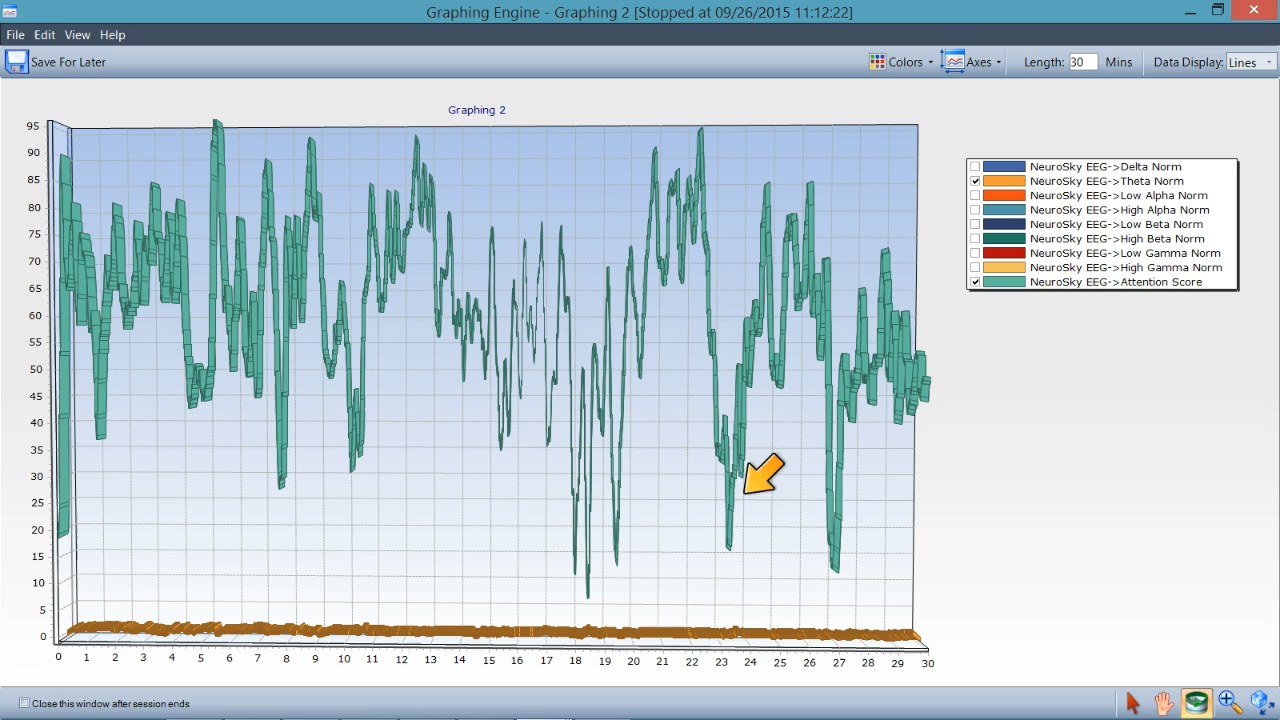 Graphing Engine - Graphing 2 [Stopped at 09/26/2015 11:12:22]
File Edit View Help
Save For Later Colors Axes Length: 30 Mins Data Display: Lines
Graphing 2
95
90
85
80
75
70
65
60
55
50
45
40
35
30
25
20
15
10
5
0
0 1 2 3 4 5 6 7 8 9 10 11 12 13 14 15 16 17 18 19 20 21 22 23 24 25 26 27 28 29 30
NeuroSky EEG->Delta Norm
NeuroSky EEG->Theta Norm
NeuroSky EEG->Low Alpha Norm
NeuroSky EEG->High Alpha Norm
NeuroSky EEG->Low Beta Norm
NeuroSky EEG->High Beta Norm
NeuroSky EEG->Low Gamma Norm
NeuroSky EEG->High Gamma Norm
NeuroSky EEG->Attention Score
Close this window after session ends